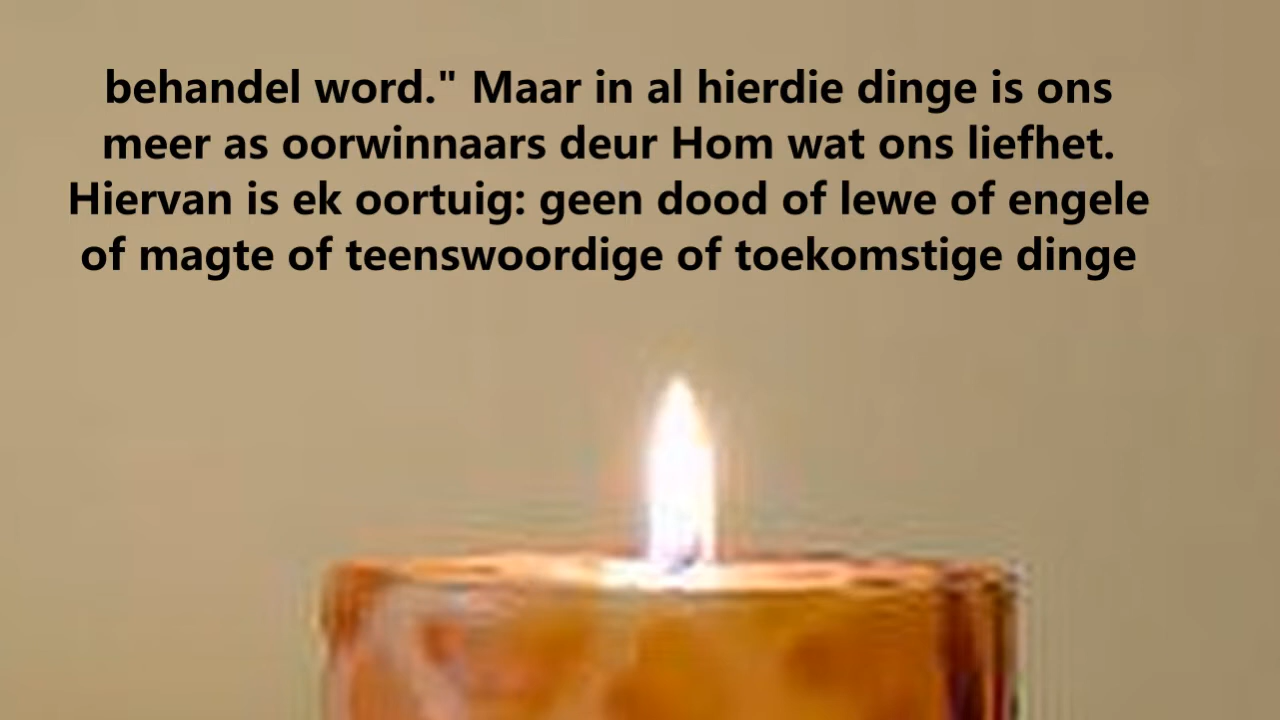 behandel word." Maar in al hierdie dinge is ons
meer as oorwinnaars deur Hom wat ons liefhet.
Hiervan is ek oortuig: geen dood of lewe of engele
of magte of teenswoordige of toekomstige dinge